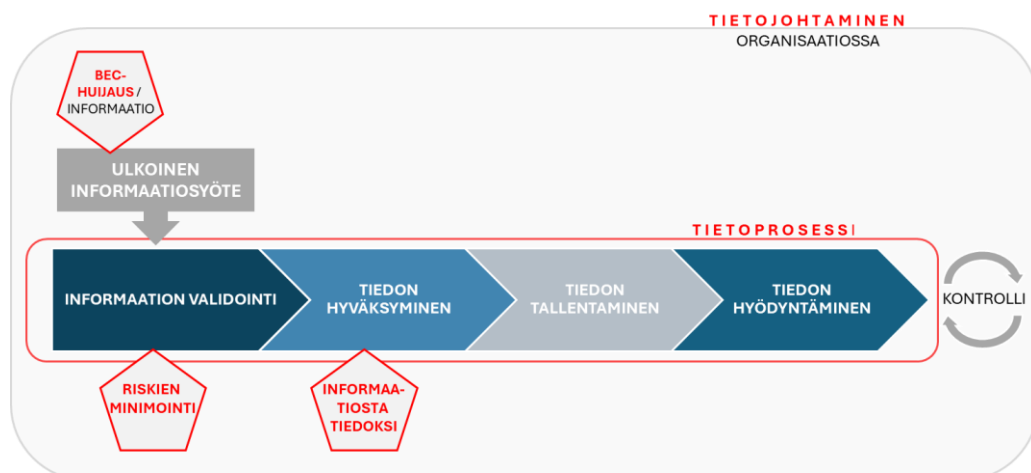 TIETOJOHTAMINEN
ORGANISAATIOSSA
BEC-
HUIJAUS /
INFORMAATIO
ULKOINEN
INFORMAATIOSYÖTE
TIETOPROSESSI
INFORMAATION VALIDOINTI
TIEDON
HYVÄKSYMINEN
TIEDON
TALLENTAMINEN
TIEDON
HYÖDYNTÄMINEN
KONTROLLI
RISKIEN
MINIMOINTI
INFORMAA-
TIOSTA
TIEDOKSI